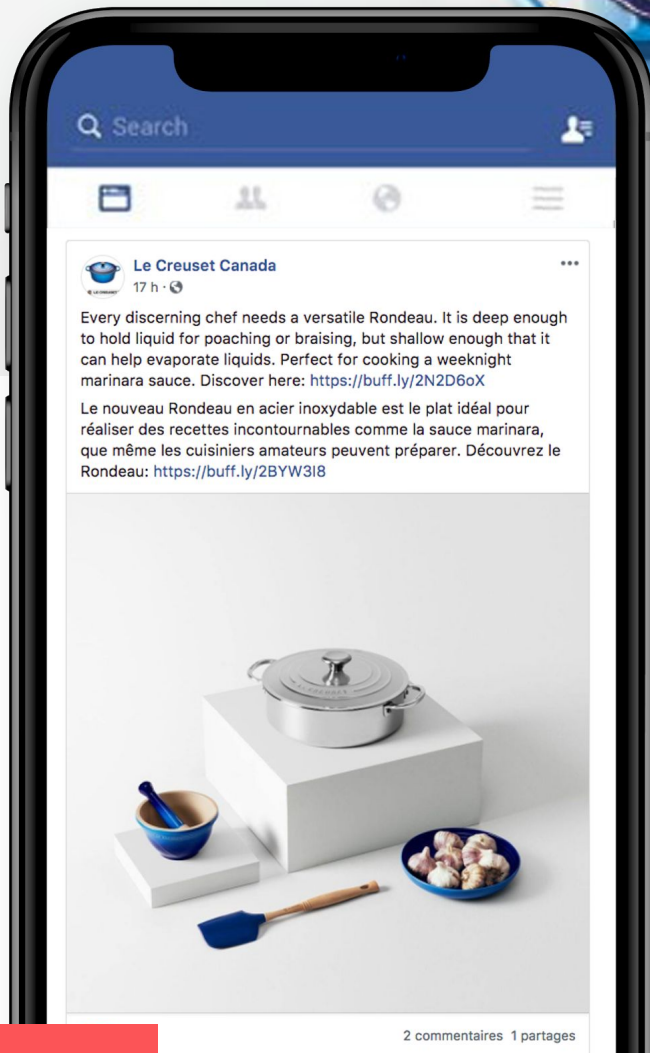 Search
Le Creuset Canada
17 h ·
Every discerning chef needs a versatile Rondeau. It is deep enough
to hold liquid for poaching or braising, but shallow enough that it
can help evaporate liquids. Perfect for cooking a weeknight
marinara sauce. Discover here: https://buff.ly/2N2D6oX
Le nouveau Rondeau en acier inoxydable est le plat idéal pour
réaliser des recettes incontournables comme la sauce marinara,
que même les cuisiniers amateurs peuvent préparer. Découvrez le
Rondeau: https://buff.ly/2BYW3I8
2 commentaires 1 partages